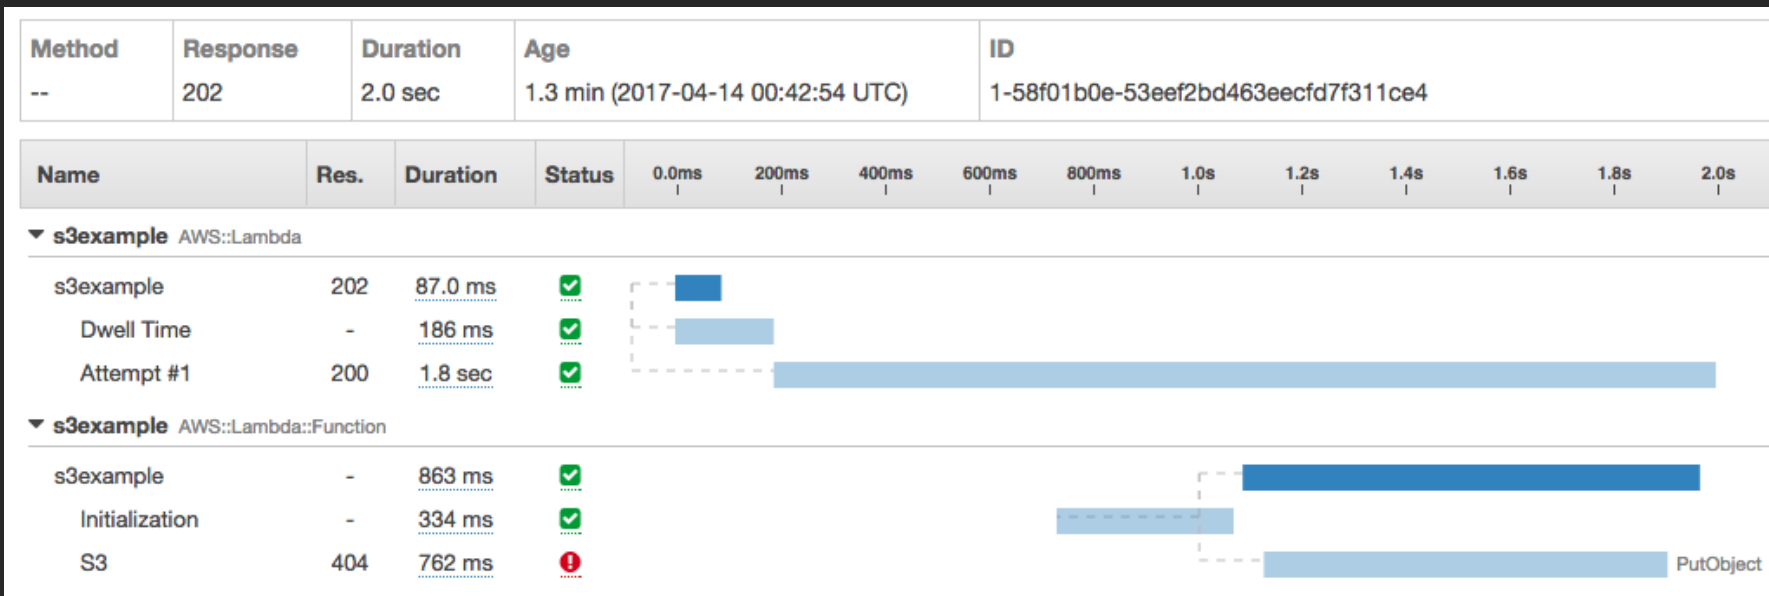 Method Response Duration Age ID
-- 202 2.0 sec 1.3 min (2017-04-14 00:42:54 UTC) 1-58f01b0e-53eef2bd463eecfd7f311ce4
Name Res. Duration Status 0.0ms 200ms 400ms 600ms 800ms 1.0s 1.2s 1.4s 1.6s 1.8s 2.0s
s3example AWS::Lambda
s3example 202 87.0 ms
Dwell Time - 186 ms
Attempt #1 200 1.8 sec
s3example AWS::Lambda::Function
s3example - 863 ms
Initialization - 334 ms
S3 404 762 ms PutObject